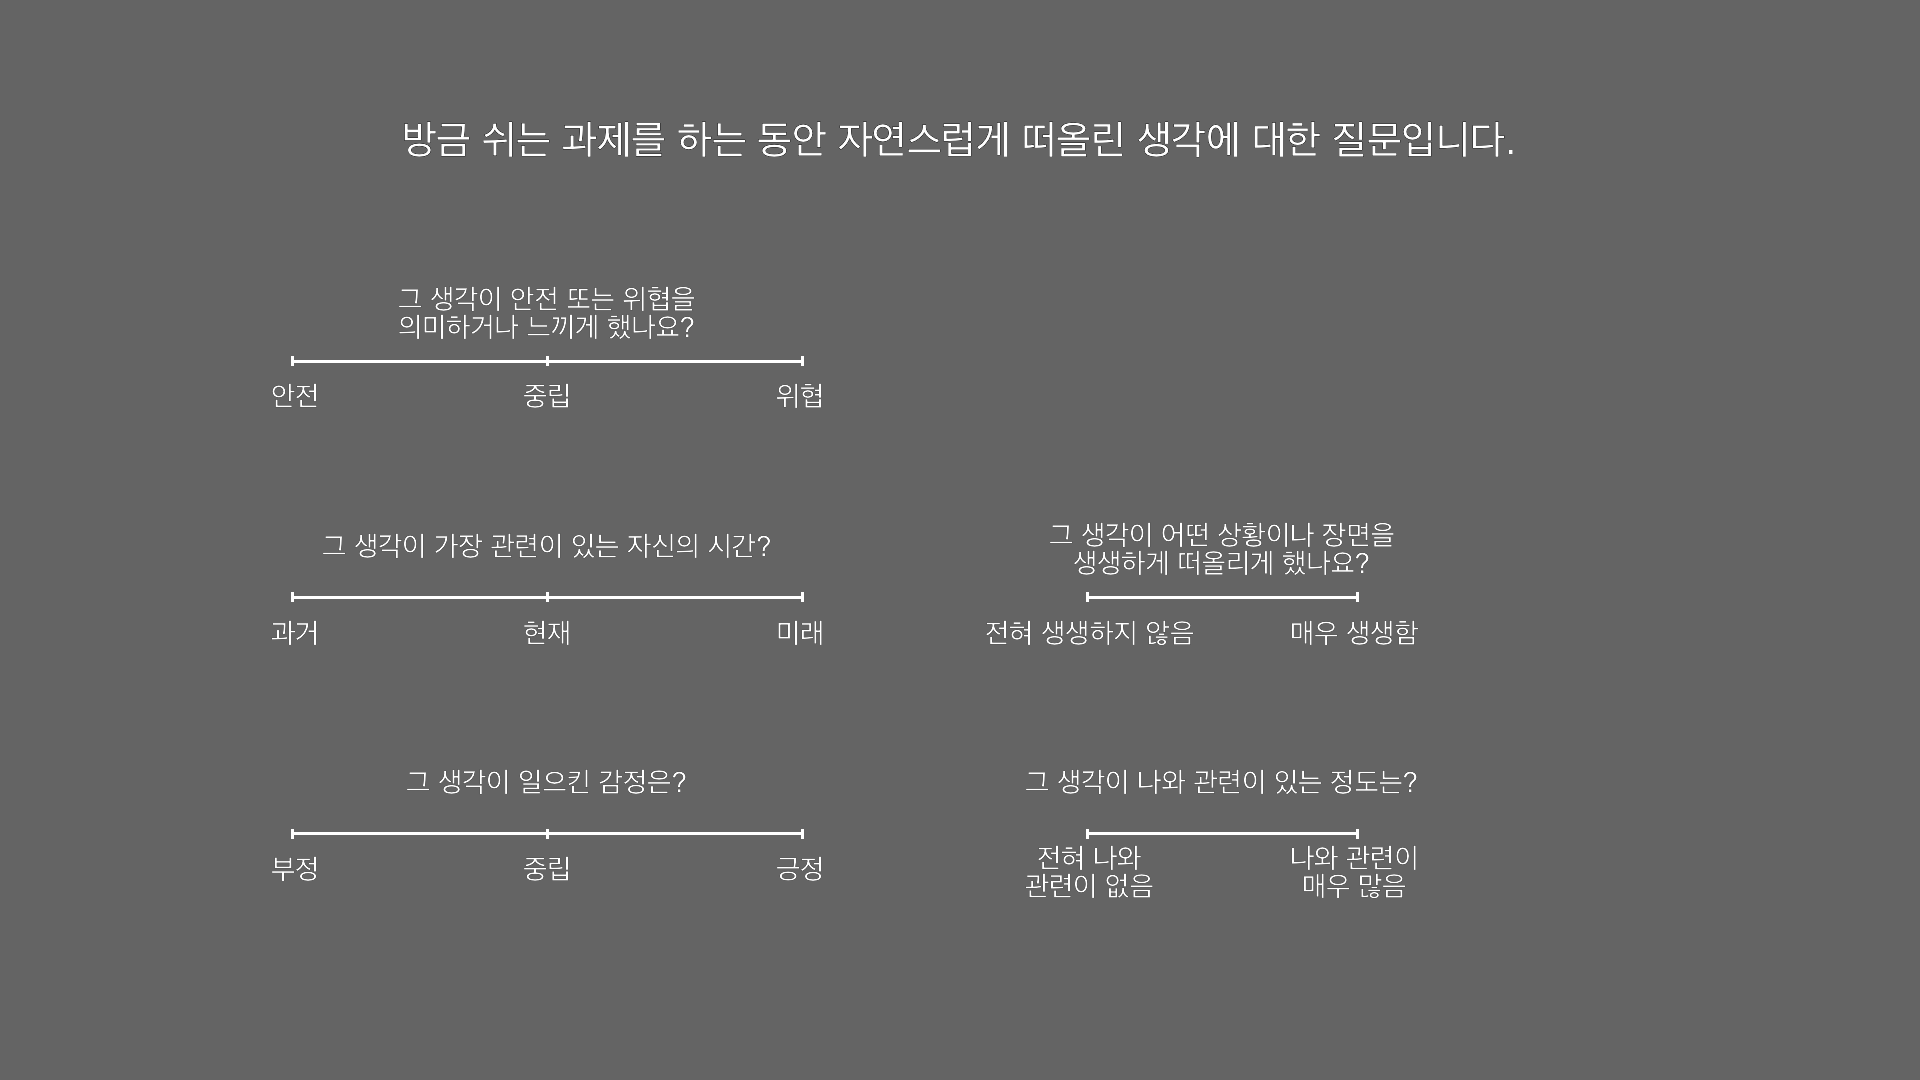 방금 쉬는 과제를 하는 동안 자연스럽게 떠올린 생각에 대한 질문입니다.
그 생각이 안전 또는 위협을
의미하거나 느끼게 했나요?
안전 중립 위협
그 생각이 가장 관련이 있는 자신의 시간?
과거 현재 미래
그 생각이 어떤 상황이나 장면을
생생하게 떠올리게 했나요?
전혀 생생하지 않음 매우 생생함
그 생각이 일으킨 감정은?
부정 중립 긍정
그 생각이 나와 관련이 있는 정도는?
전혀 나와
관련이 없음
나와 관련이
매우 많음